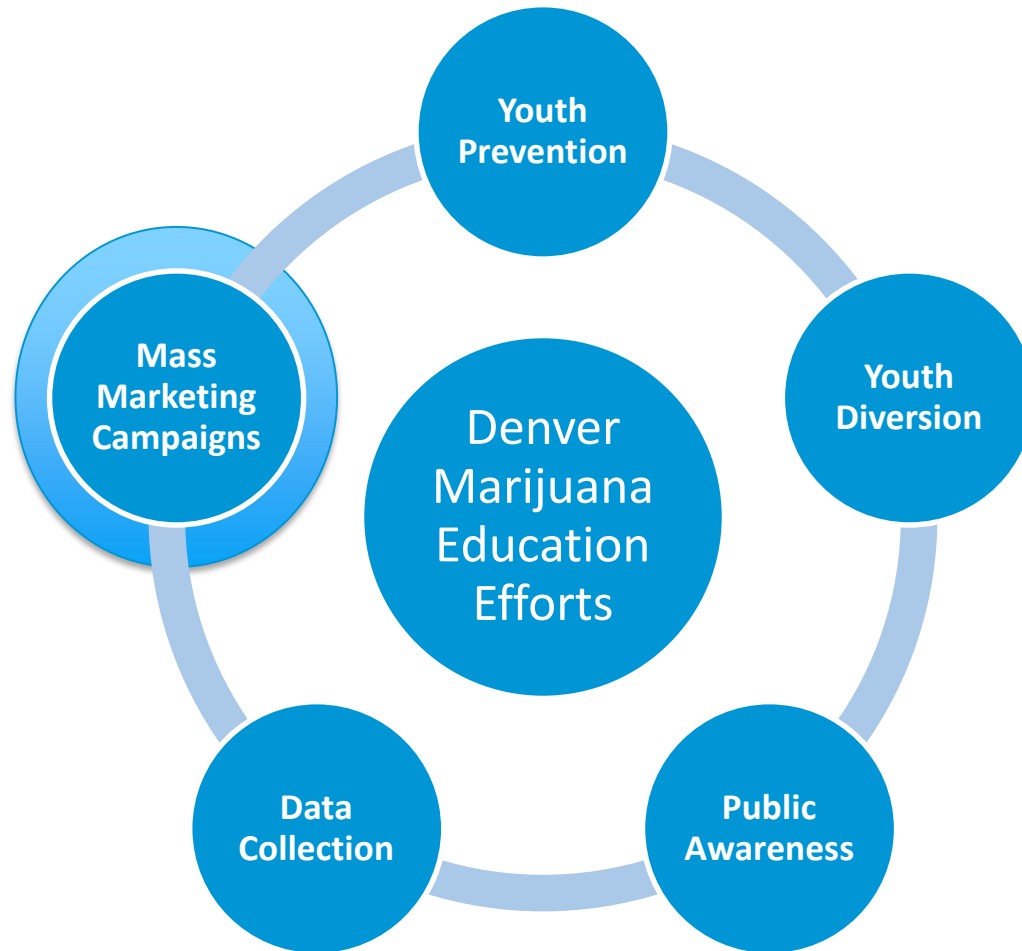 Youth
Prevention
Mass
Marketing
Campaigns
Youth
Diversion
Denver
Marijuana
Education
Efforts
Data
Collection
Public
Awareness